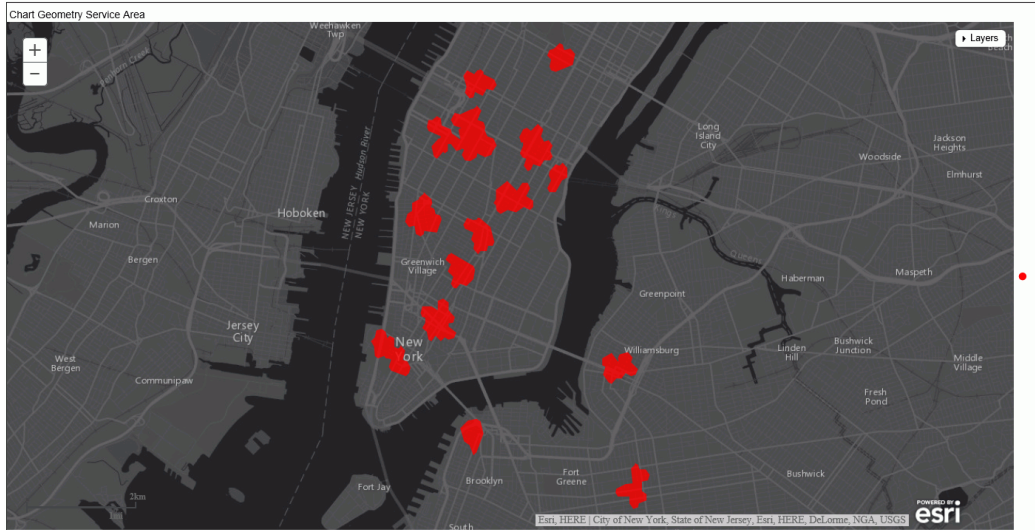 Chart Geometry Service Area
Weehawken
Twp
+
−
Layers
Beach
Long
Island
City
Jackson
Heights
Woodside
Elmhurst
Hudson River
NEW JERSEY
NEW YORK
Croxton
Hoboken
Marion
Bergen
Greenwich
Village
Queens
Haberman
Maspeth
Greenpoint
Jersey
City
New
York
Williamsburg
Linden
Hill
Bushwick
Junction
Middle
Village
West
Bergen
Communipaw
Fresh
Pond
Brooklyn
Fort
Greene
Bushwick
Fort Jay
2km
1mi
South
Esri, HERE | City of New York, State of New Jersey, Esri, HERE, DeLorme, NGA, USGS
POWERED BY
esri